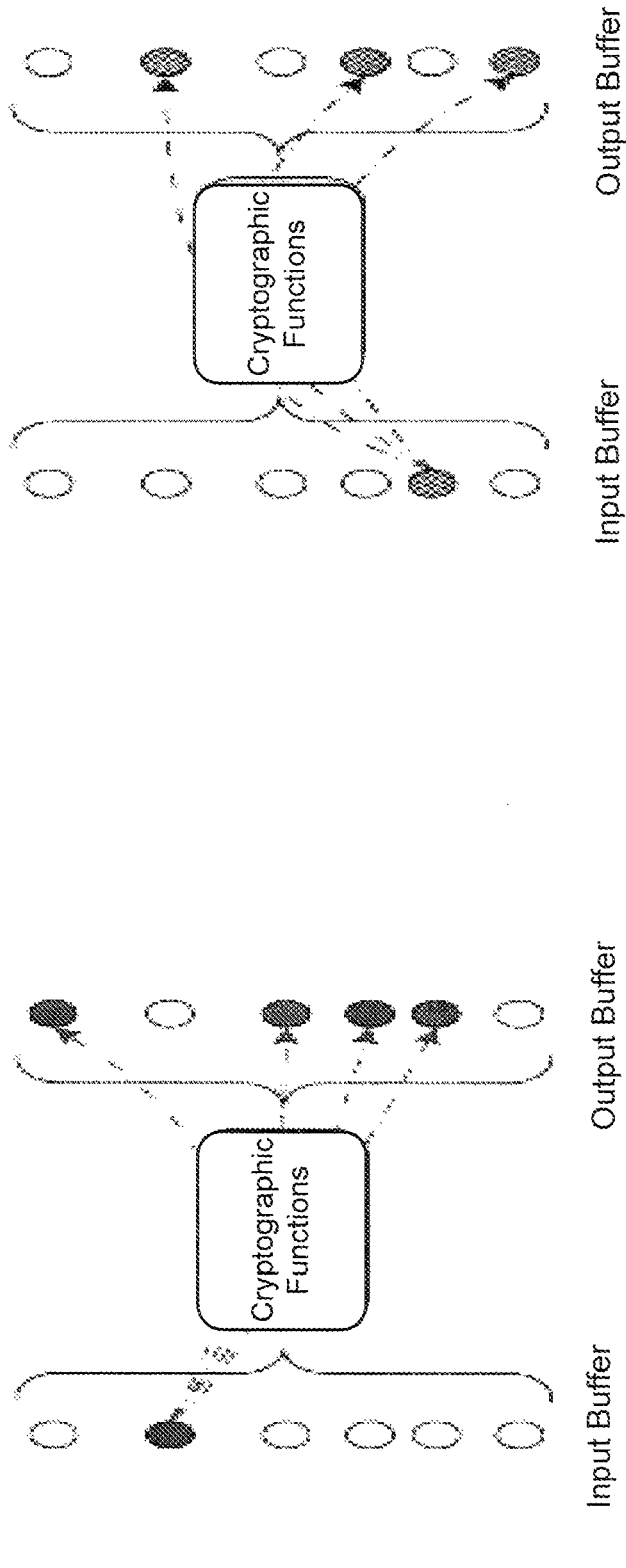 Input Buffer
Cryptographic
Functions
Output Buffer
Input Buffer
Cryptographic
Functions
Output Buffer